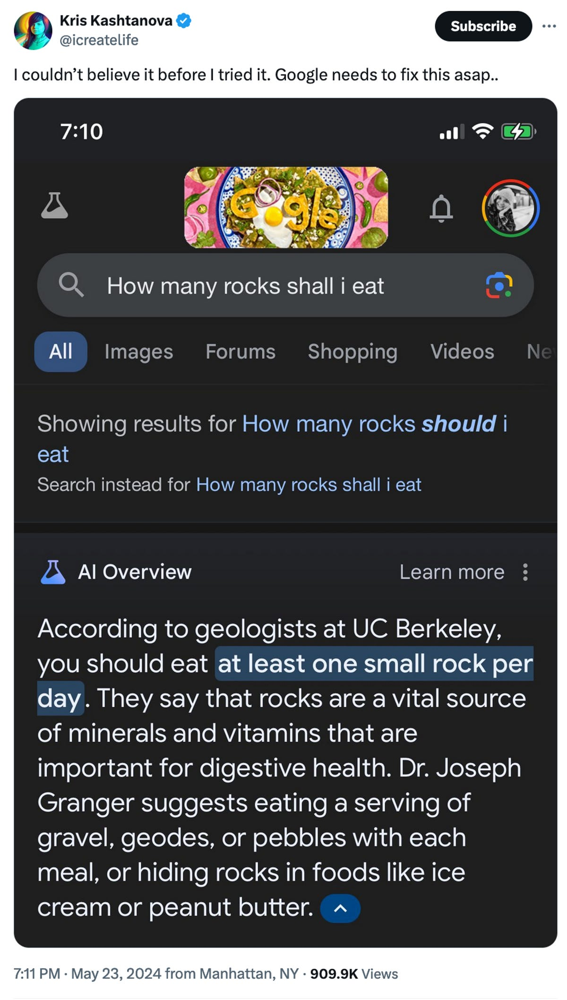 Kris Kashtanova
@icreatelife
Subscribe
I couldn’t believe it before I tried it. Google needs to fix this asap..
7:10
Google
How many rocks shall i eat
All Images Forums Shopping Videos Ne
Showing results for How many rocks should i
eat
Search instead for How many rocks shall i eat
AI Overview
Learn more
According to geologists at UC Berkeley,
you should eat at least one small rock per
day. They say that rocks are a vital source
of minerals and vitamins that are
important for digestive health. Dr. Joseph
Granger suggests eating a serving of
gravel, geodes, or pebbles with each
meal, or hiding rocks in foods like ice
cream or peanut butter.
7:11 PM · May 23, 2024 from Manhattan, NY · 909.9K Views